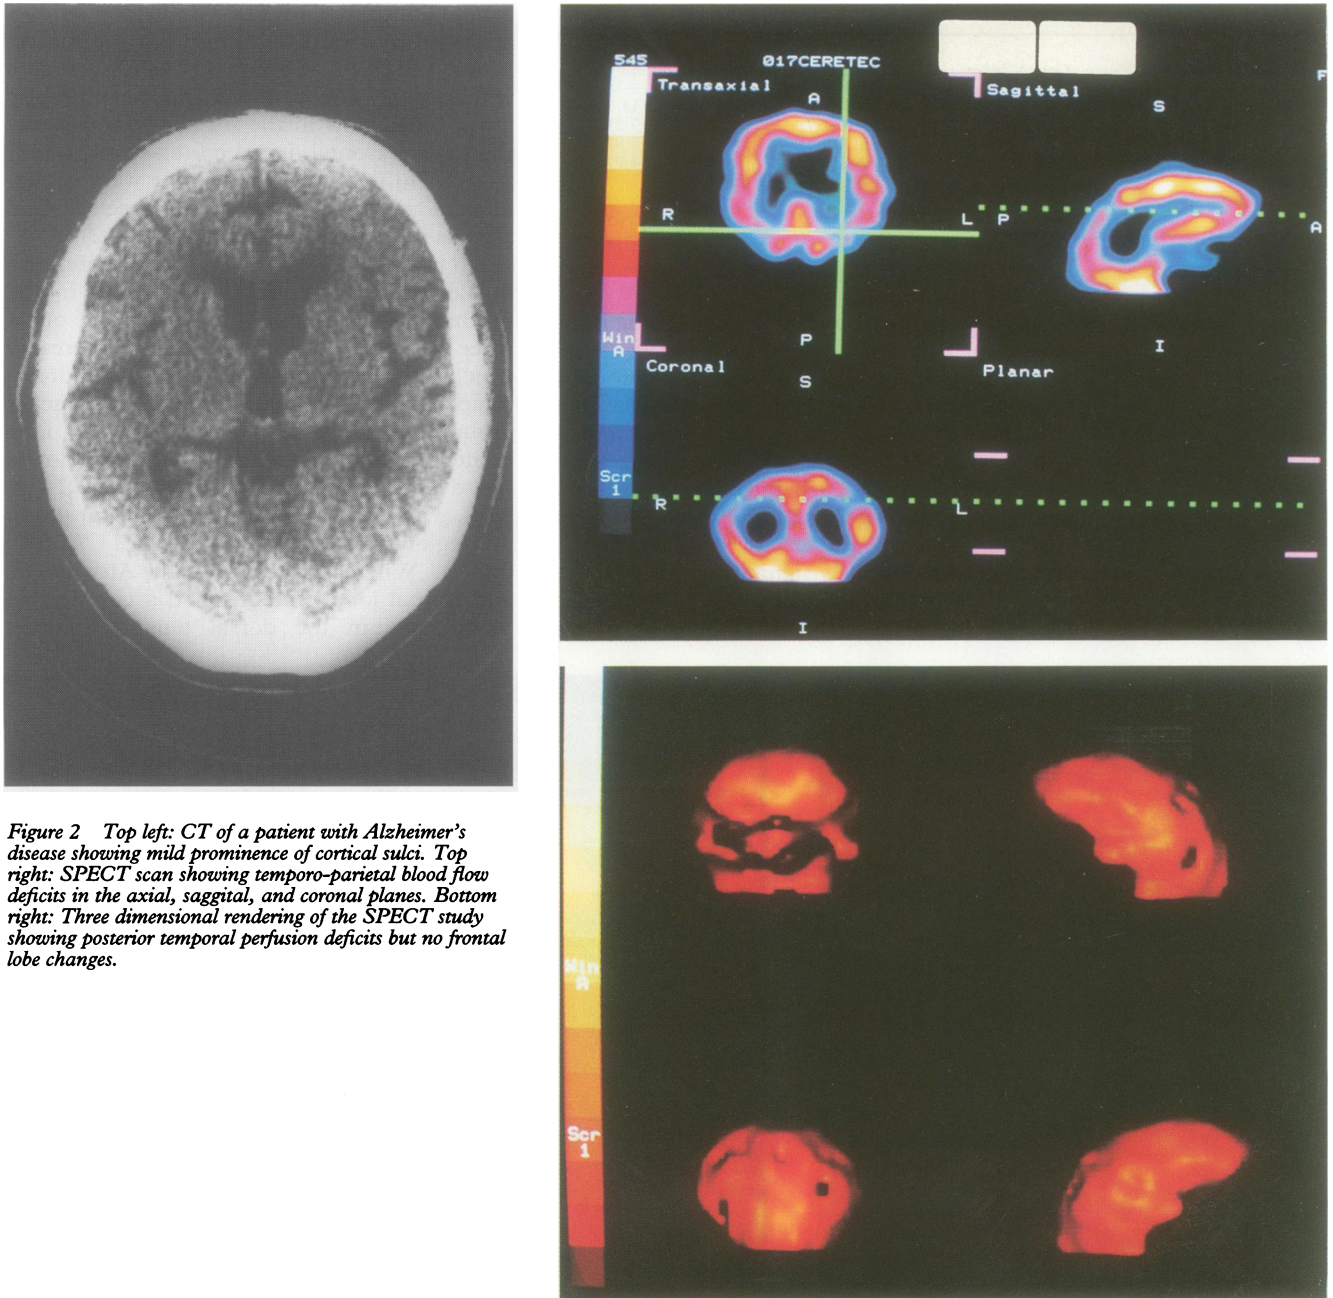 545
017CERETEC
F
Transaxial
A
Sagittal
S
R
L
P
A
Win
A
P
I
Coronal
S
Planar
Scr
1
R
L
I
Figure 2 Top left: CT of a patient with Alzheimer's
disease showing mild prominence of cortical sulci. Top
right: SPECT scan showing temporo-parietal blood flow
deficits in the axial, saggital, and coronal planes. Bottom
right: Three dimensional rendering of the SPECT study
showing posterior temporal perfusion deficits but no frontal
lobe changes.
Win
A
Scr
1